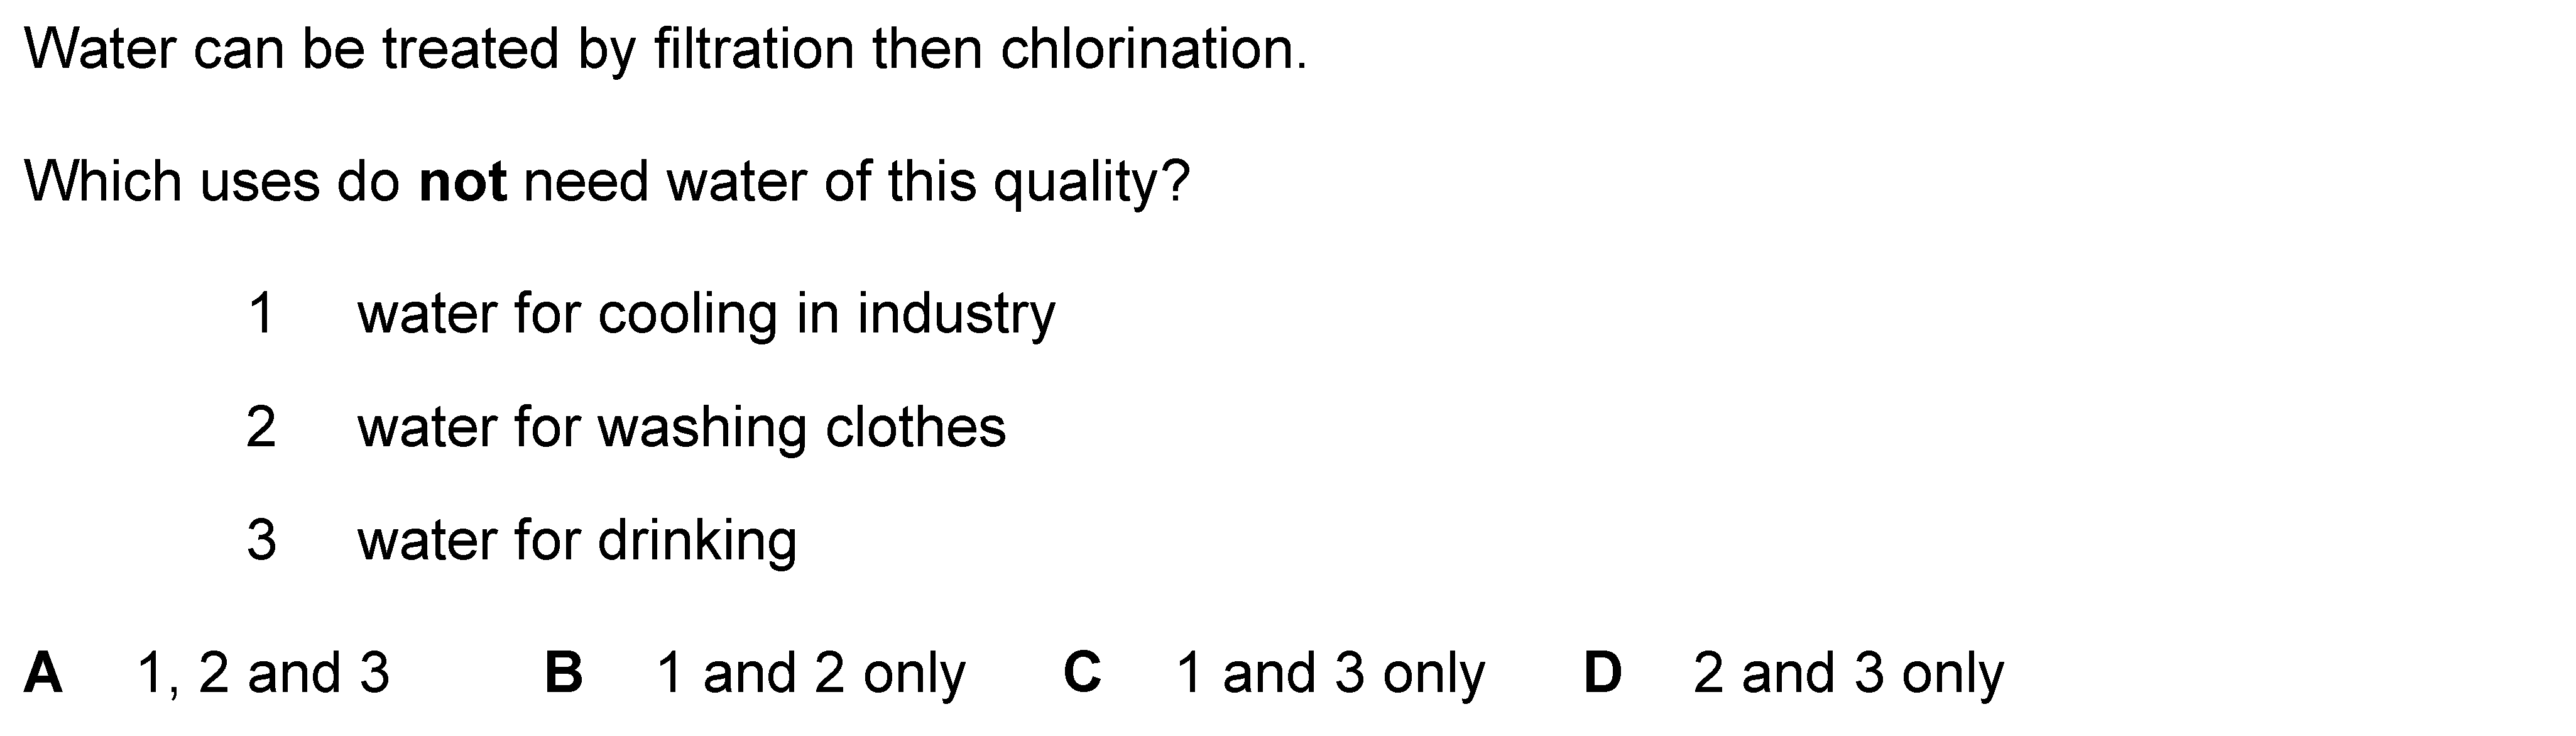 Water can be treated by filtration then chlorination.
Which uses do not need water of this quality?
1 water for cooling in industry
2 water for washing clothes
3 water for drinking
A 1, 2 and 3 B 1 and 2 only C 1 and 3 only D 2 and 3 only